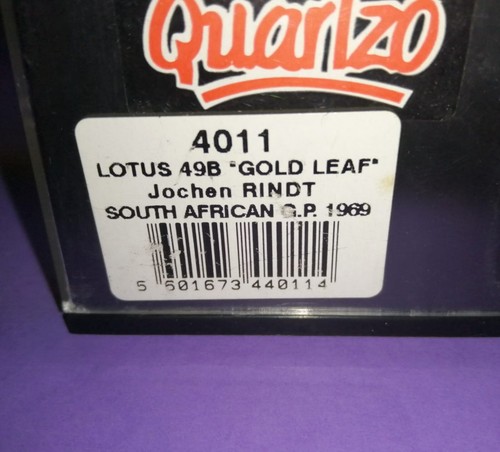 Quartzo
4011
LOTUS 49B "GOLD LEAF"
Jochen RINDT
SOUTH AFRICAN G.P. 1969
5 601673 440114